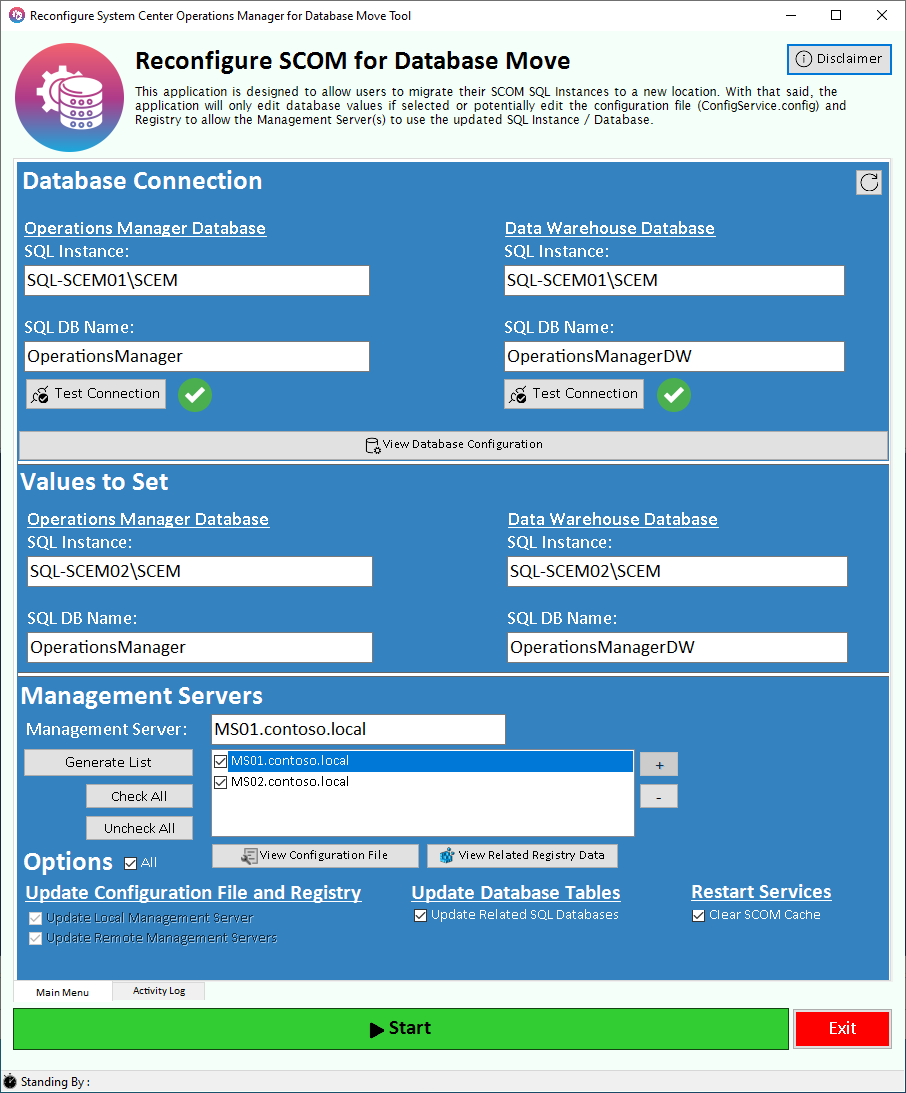 Reconfigure System Center Operations Manager for Database Move Tool
Reconfigure SCOM for Database Move
Disclaimer
This application is designed to allow users to migrate their SCOM SQL Instances to a new location. With that said, the
application will only edit database values if selected or potentially edit the configuration file (ConfigService.config) and
Registry to allow the Management Server(s) to use the updated SQL Instance / Database.
Database Connection
Operations Manager Database
Data Warehouse Database
SQL Instance:
SQL Instance:
SQL-SCEM01\SCEM
SQL-SCEM01\SCEM
SQL DB Name:
SQL DB Name:
OperationsManager
OperationsManagerDW
Test Connection
Test Connection
View Database Configuration
Values to Set
Operations Manager Database
Data Warehouse Database
SQL Instance:
SQL Instance:
SQL-SCEM02\SCEM
SQL-SCEM02\SCEM
SQL DB Name:
SQL DB Name:
OperationsManager
OperationsManagerDW
Management Servers
Management Server:
MS01.contoso.local
Generate List
MS01.contoso.local
+
MS02.contoso.local
Check All
-
Uncheck All
View Configuration File
View Related Registry Data
Options
All
Update Configuration File and Registry
Update Database Tables
Restart Services
Update Local Management Server
Update Related SQL Databases
Clear SCOM Cache
Update Remote Management Servers
Main Menu
Activity Log
Start
Exit
Standing By :